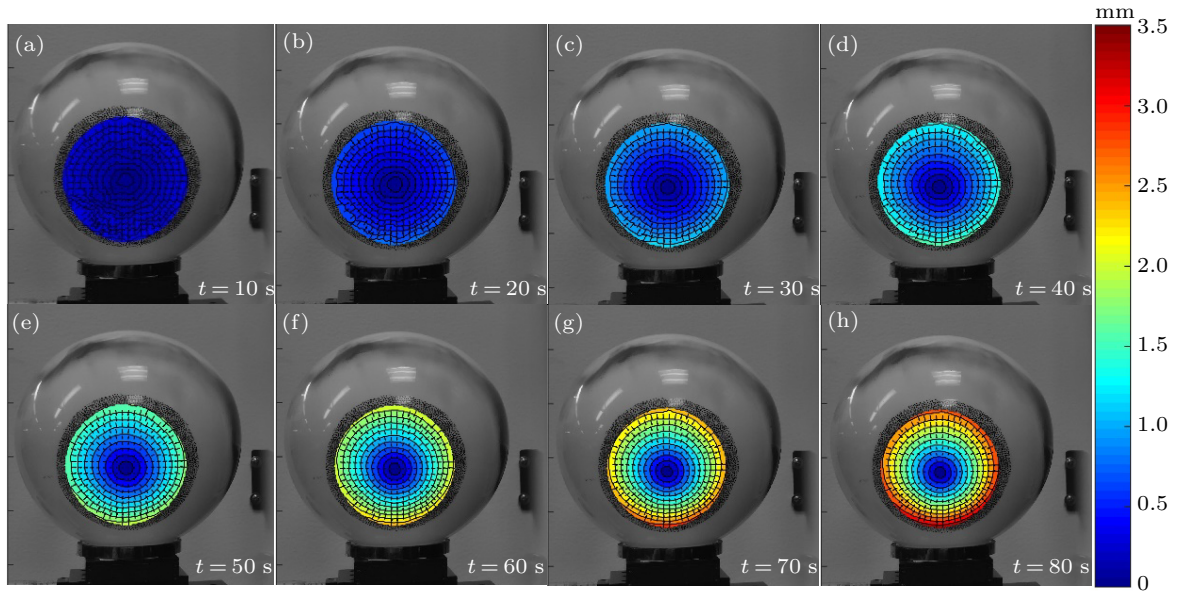 mm
(a) (b) (c) (d) 3.5
3.0
2.5
t = 10 s t = 20 s t = 30 s t = 40 s 2.0
(e) (f) (g) (h)
1.5
1.0
0.5
t = 50 s t = 60 s t = 70 s t = 80 s 0